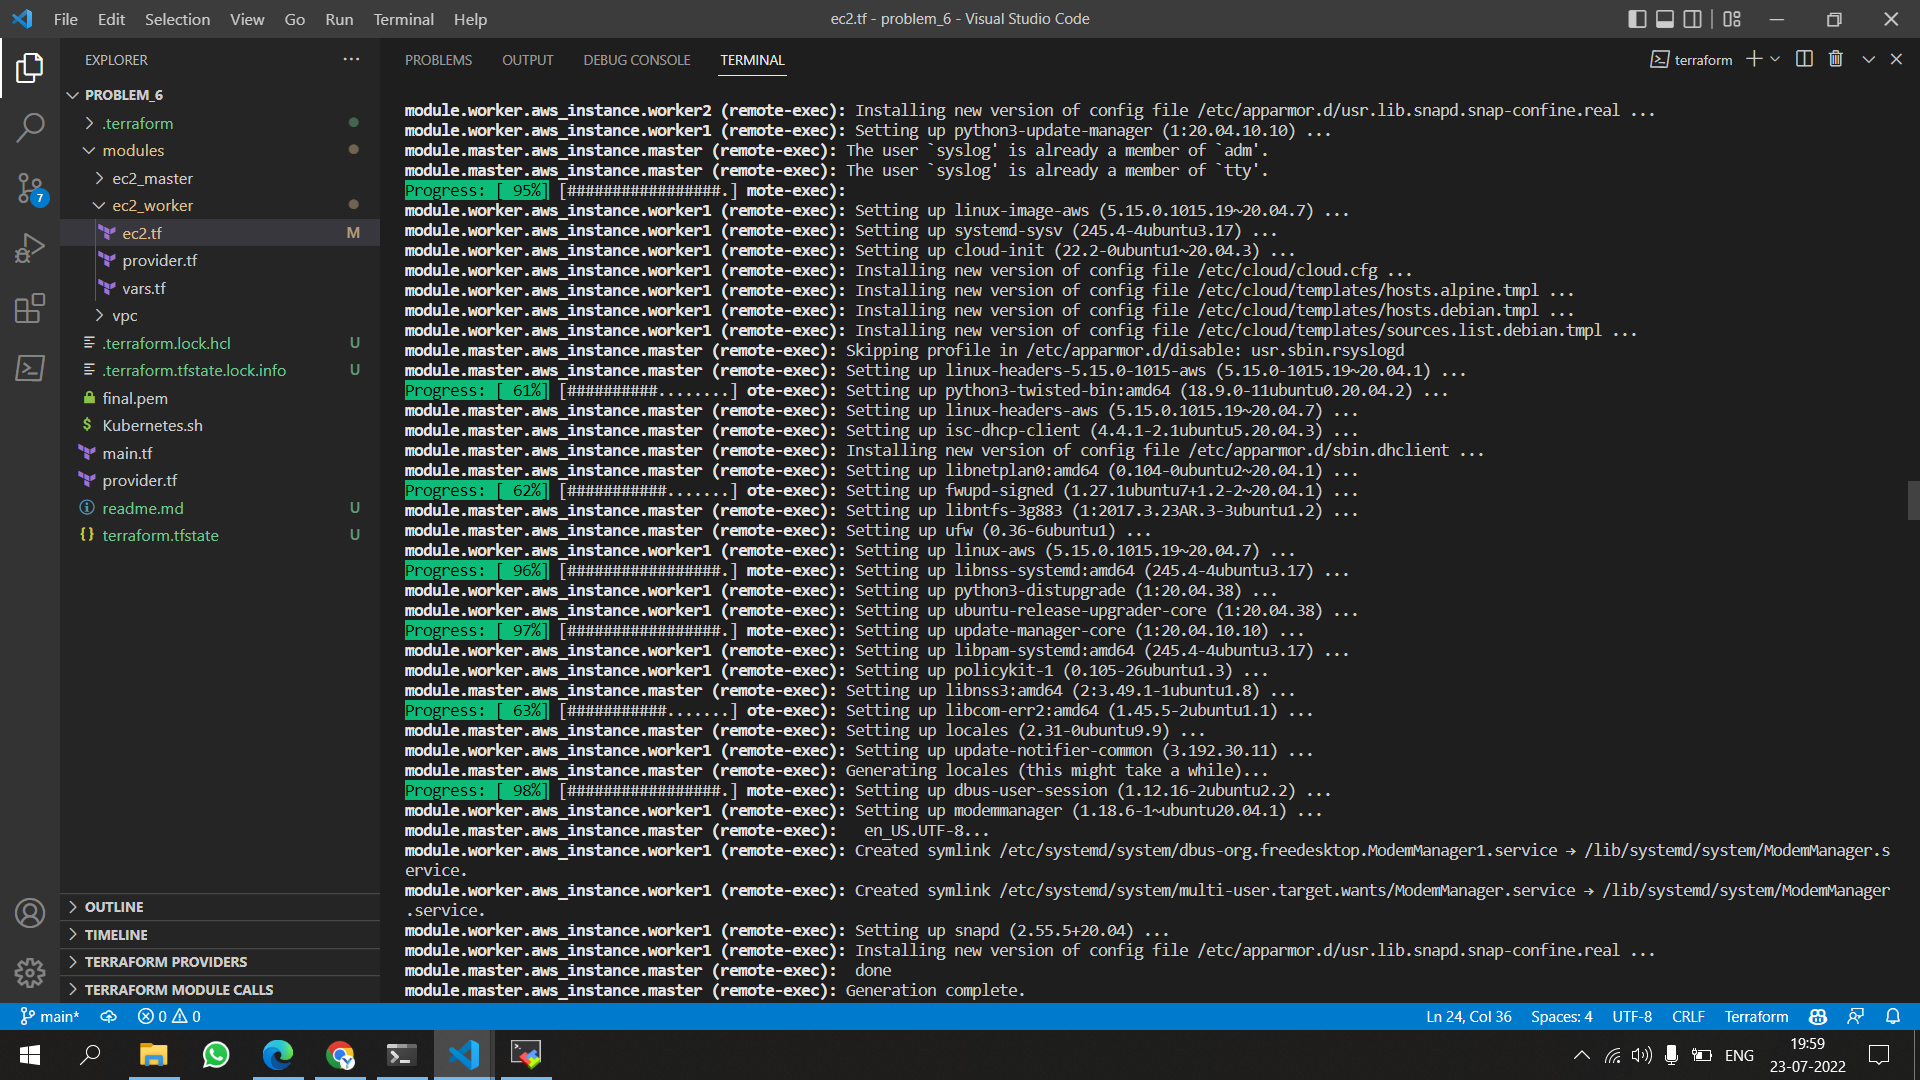 File Edit Selection View Go Run Terminal Help
ec2.tf - problem_6 - Visual Studio Code
EXPLORER
PROBLEM_6
.terraform
modules
ec2_master
ec2_worker
ec2.tf M
provider.tf
vars.tf
vpc
.terraform.lock.hcl U
.terraform.tfstate.lock.info U
final.pem
Kubernetes.sh
main.tf
provider.tf
readme.md U
terraform.tfstate U
OUTLINE
TIMELINE
TERRAFORM PROVIDERS
TERRAFORM MODULE CALLS
7
PROBLEMS OUTPUT DEBUG CONSOLE TERMINAL
terraform
module.worker.aws_instance.worker2 (remote-exec): Installing new version of config file /etc/apparmor.d/usr.lib.snapd.snap-confine.real ...
module.worker.aws_instance.worker1 (remote-exec): Setting up python3-update-manager (1:20.04.10.10) ...
module.master.aws_instance.master (remote-exec): The user `syslog' is already a member of `adm'.
module.master.aws_instance.master (remote-exec): The user `syslog' is already a member of `tty'.
Progress: [ 95%] [#################.] mote-exec):
module.worker.aws_instance.worker1 (remote-exec): Setting up linux-image-aws (5.15.0.1015.19~20.04.7) ...
module.worker.aws_instance.worker1 (remote-exec): Setting up systemd-sysv (245.4-4ubuntu3.17) ...
module.worker.aws_instance.worker1 (remote-exec): Setting up cloud-init (22.2-0ubuntu1~20.04.3) ...
module.worker.aws_instance.worker1 (remote-exec): Installing new version of config file /etc/cloud/cloud.cfg ...
module.worker.aws_instance.worker1 (remote-exec): Installing new version of config file /etc/cloud/templates/hosts.alpine.tmpl ...
module.worker.aws_instance.worker1 (remote-exec): Installing new version of config file /etc/cloud/templates/hosts.debian.tmpl ...
module.worker.aws_instance.worker1 (remote-exec): Installing new version of config file /etc/cloud/templates/sources.list.debian.tmpl ...
module.master.aws_instance.master (remote-exec): Skipping profile in /etc/apparmor.d/disable: usr.sbin.rsyslogd
module.master.aws_instance.master (remote-exec): Setting up linux-headers-5.15.0-1015-aws (5.15.0-1015.19~20.04.1) ...
Progress: [ 61%] [##########........] ote-exec): Setting up python3-twisted-bin:amd64 (18.9.0-11ubuntu0.20.04.2) ...
module.master.aws_instance.master (remote-exec): Setting up linux-headers-aws (5.15.0.1015.19~20.04.7) ...
module.master.aws_instance.master (remote-exec): Setting up isc-dhcp-client (4.4.1-2.1ubuntu5.20.04.3) ...
module.master.aws_instance.master (remote-exec): Installing new version of config file /etc/apparmor.d/sbin.dhclient ...
module.master.aws_instance.master (remote-exec): Setting up libnetplan0:amd64 (0.104-0ubuntu2~20.04.1) ...
Progress: [ 62%] [###########.......] ote-exec): Setting up fwupd-signed (1.27.1ubuntu7+1.2-2~20.04.1) ...
module.master.aws_instance.master (remote-exec): Setting up libntfs-3g883 (1:2017.3.23AR.3-3ubuntu1.2) ...
module.master.aws_instance.master (remote-exec): Setting up ufw (0.36-6ubuntu1) ...
module.worker.aws_instance.worker1 (remote-exec): Setting up linux-aws (5.15.0.1015.19~20.04.7) ...
Progress: [ 96%] [#################.] mote-exec): Setting up libnss-systemd:amd64 (245.4-4ubuntu3.17) ...
module.worker.aws_instance.worker1 (remote-exec): Setting up python3-distupgrade (1:20.04.38) ...
module.worker.aws_instance.worker1 (remote-exec): Setting up ubuntu-release-upgrader-core (1:20.04.38) ...
Progress: [ 97%] [#################.] mote-exec): Setting up update-manager-core (1:20.04.10.10) ...
module.worker.aws_instance.worker1 (remote-exec): Setting up libpam-systemd:amd64 (245.4-4ubuntu3.17) ...
module.worker.aws_instance.worker1 (remote-exec): Setting up policykit-1 (0.105-26ubuntu1.3) ...
module.master.aws_instance.master (remote-exec): Setting up libnss3:amd64 (2:3.49.1-1ubuntu1.8) ...
Progress: [ 63%] [###########.......] ote-exec): Setting up libcom-err2:amd64 (1.45.5-2ubuntu1.1) ...
module.master.aws_instance.master (remote-exec): Setting up locales (2.31-0ubuntu9.9) ...
module.worker.aws_instance.worker1 (remote-exec): Setting up update-notifier-common (3.192.30.11) ...
module.master.aws_instance.master (remote-exec): Generating locales (this might take a while)...
Progress: [ 98%] [#################.] mote-exec): Setting up dbus-user-session (1.12.16-2ubuntu2.2) ...
module.worker.aws_instance.worker1 (remote-exec): Setting up modemmanager (1.18.6-1~ubuntu20.04.1) ...
module.master.aws_instance.master (remote-exec):   en_US.UTF-8...
module.worker.aws_instance.worker1 (remote-exec): Created symlink /etc/systemd/system/dbus-org.freedesktop.ModemManager1.service → /lib/systemd/system/ModemManager.s
ervice.
module.worker.aws_instance.worker1 (remote-exec): Created symlink /etc/systemd/system/multi-user.target.wants/ModemManager.service → /lib/systemd/system/ModemManager
.service.
module.worker.aws_instance.worker1 (remote-exec): Setting up snapd (2.55.5+20.04) ...
module.worker.aws_instance.worker1 (remote-exec): Installing new version of config file /etc/apparmor.d/usr.lib.snapd.snap-confine.real ...
module.master.aws_instance.master (remote-exec):  done
module.master.aws_instance.master (remote-exec): Generation complete.
main* 0 0
Ln 24, Col 36 Spaces: 4 UTF-8 CRLF Terraform
ENG
19:59
23-07-2022